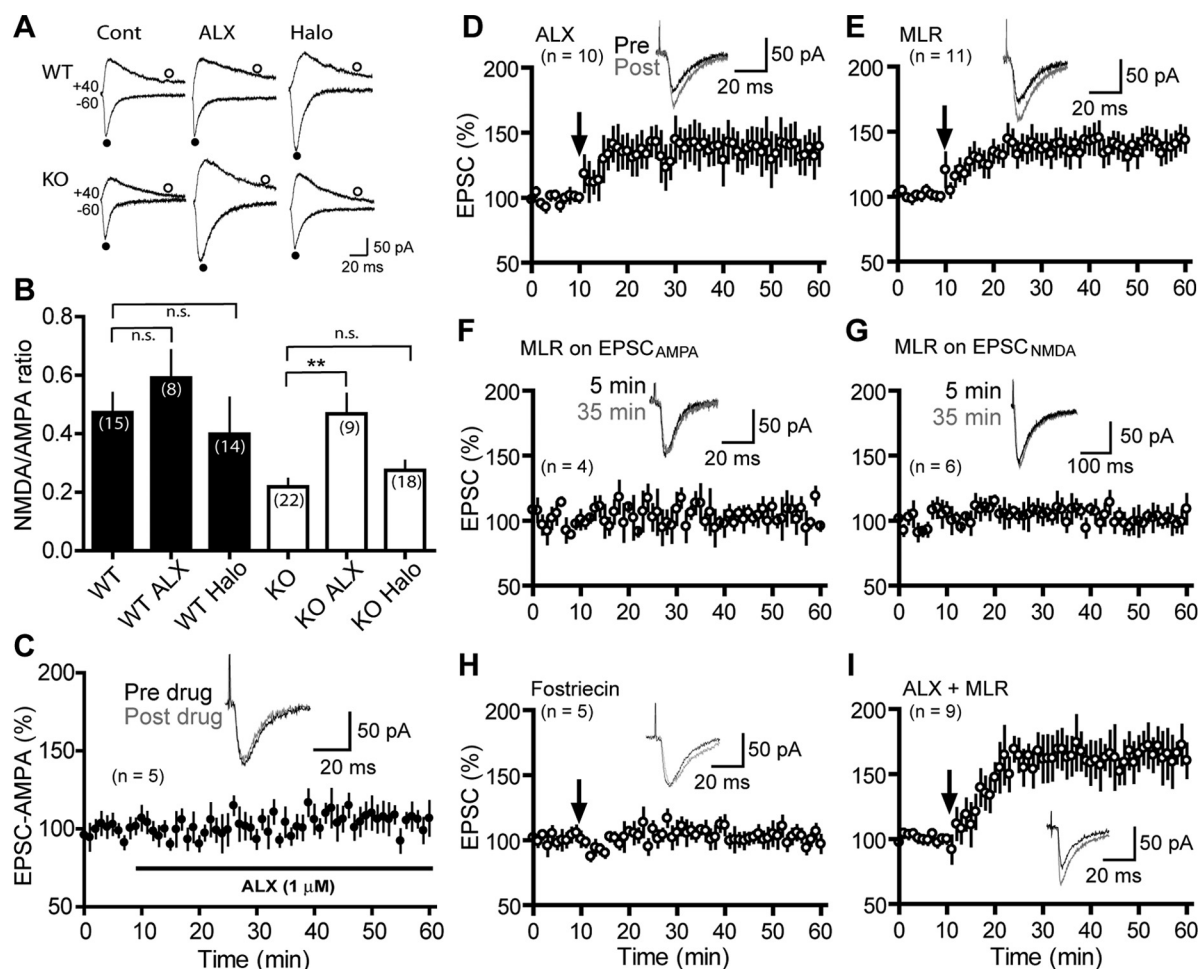 A
Cont ALX Halo
WT
+40
-60
KO
+40
-60
50 pA
20 ms
B
NMDA/AMPA ratio
0.8
0.6
0.4
0.2
0.0
n.s.
n.s.
n.s.
**
(15)
(8)
(14)
(22)
(9)
(18)
WT
WT ALX
WT Halo
KO
KO ALX
KO Halo
C
EPSC-AMPA (%)
200
150
100
50
Pre drug
Post drug
50 pA
20 ms
(n = 5)
ALX (1 μM)
0 10 20 30 40 50 60
Time (min)
D
ALX
(n = 10)
Pre
Post
50 pA
20 ms
EPSC (%)
200
150
100
50
0 10 20 30 40 50 60
E
MLR
(n = 11)
50 pA
20 ms
200
150
100
50
0 10 20 30 40 50 60
F
MLR on EPSCAMPA
200
150
100
50
5 min
35 min
50 pA
20 ms
(n = 4)
EPSC (%)
0 10 20 30 40 50 60
G
MLR on EPSCNMDA
200
150
100
50
5 min
35 min
50 pA
100 ms
(n = 6)
0 10 20 30 40 50 60
H
Fostriecin
(n = 5)
50 pA
20 ms
EPSC (%)
200
150
100
50
0 10 20 30 40 50 60
Time (min)
I
ALX + MLR
(n = 9)
50 pA
20 ms
200
150
100
50
0 10 20 30 40 50 60
Time (min)